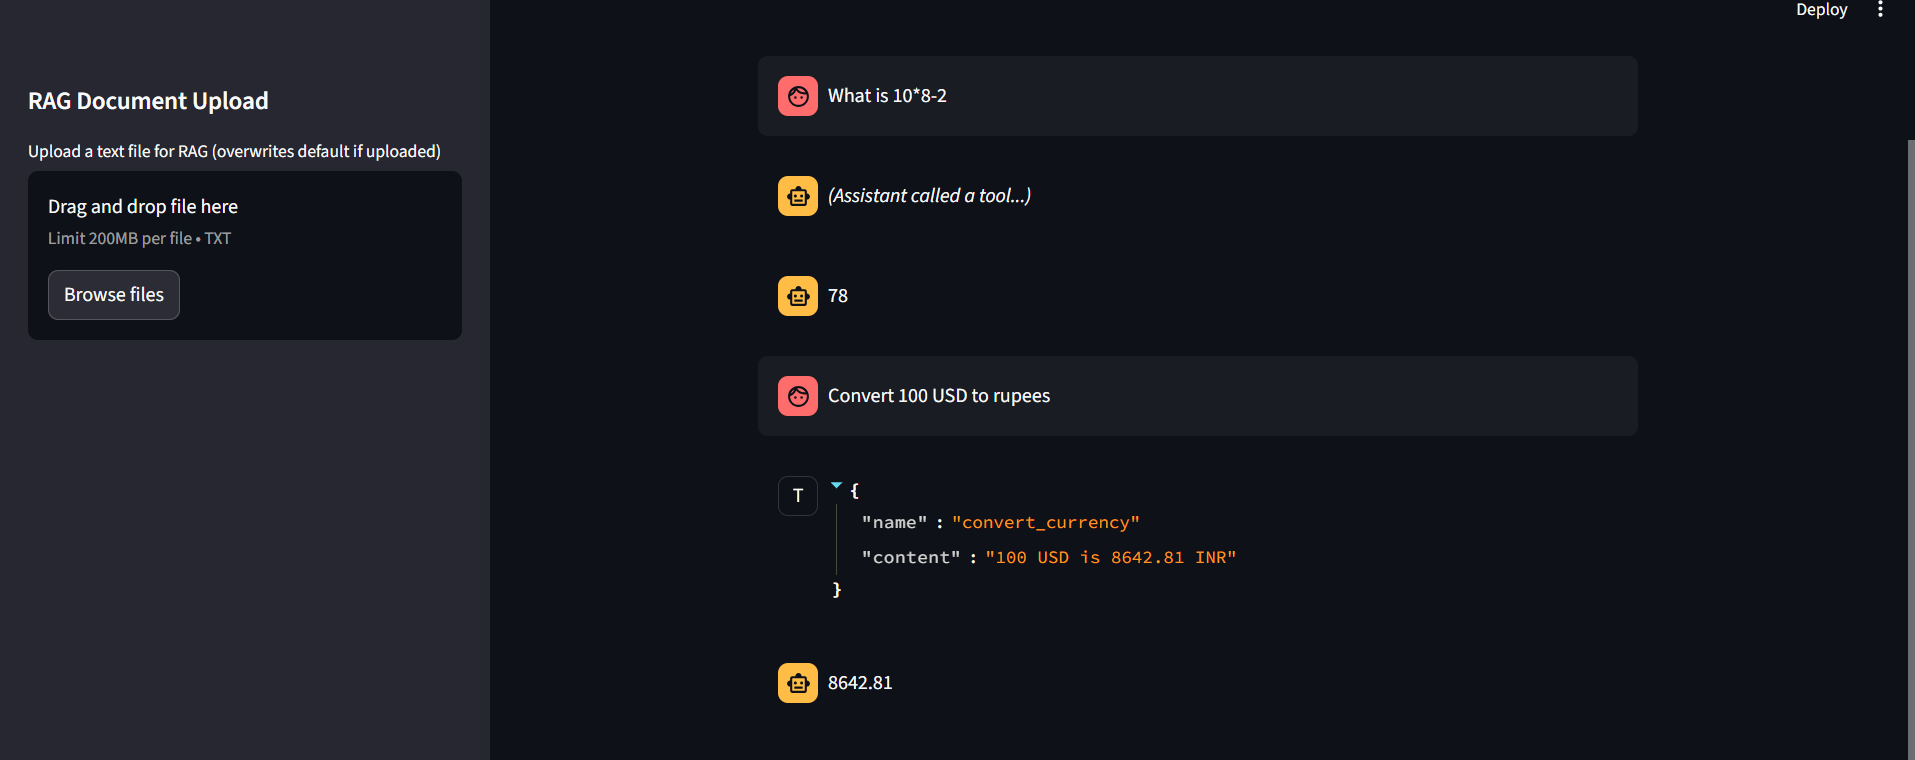 Deploy
RAG Document Upload
Upload a text file for RAG (overwrites default if uploaded)
Drag and drop file here
Limit 200MB per file • TXT
Browse files
What is 10*8-2
(Assistant called a tool...)
78
Convert 100 USD to rupees
T
{
"name" : "convert_currency"
"content" : "100 USD is 8642.81 INR"
}
8642.81